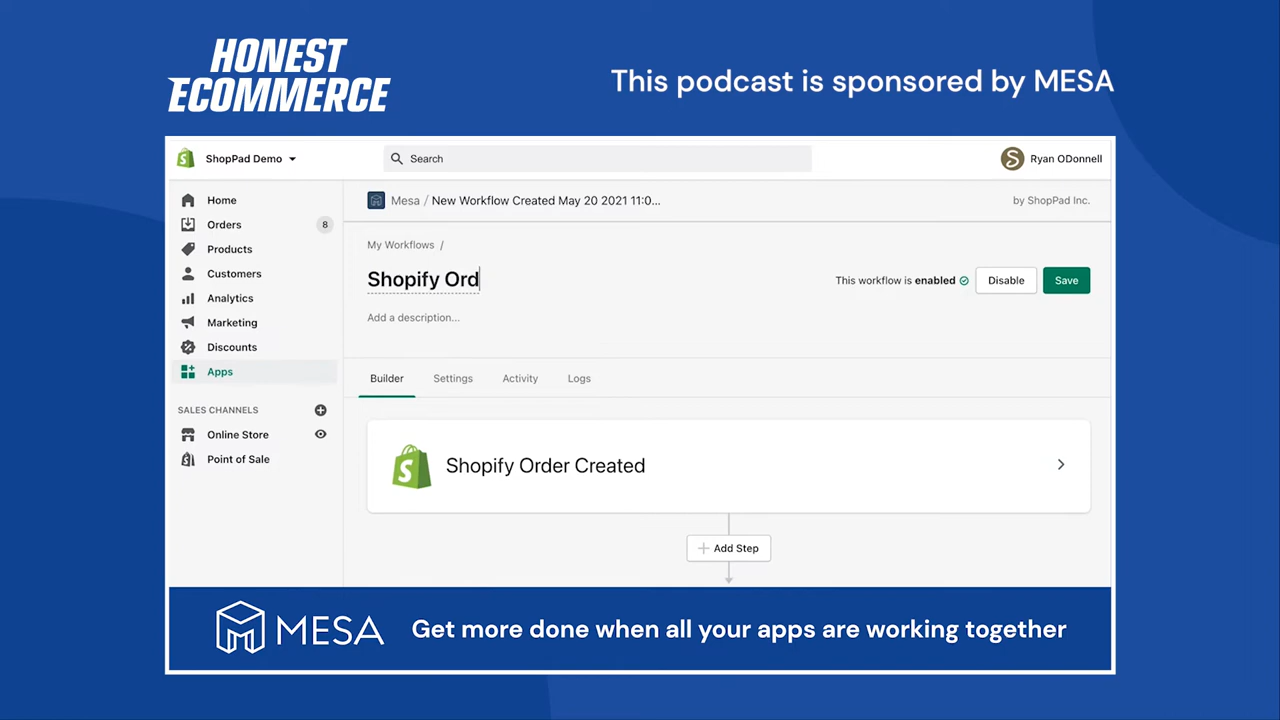 HONEST
ECOMMERCE
This podcast is sponsored by MESA
ShopPad Demo
Search
Ryan ODonnell
Home
Orders
8
Products
Customers
Analytics
Marketing
Discounts
Apps
SALES CHANNELS
Online Store
Point of Sale
Mesa / New Workflow Created May 20 2021 11:0...
by ShopPad Inc.
My Workflows /
Shopify Ord
This workflow is enabled
Disable
Save
Add a description...
Builder
Settings
Activity
Logs
Shopify Order Created
Add Step
MESA
Get more done when all your apps are working together